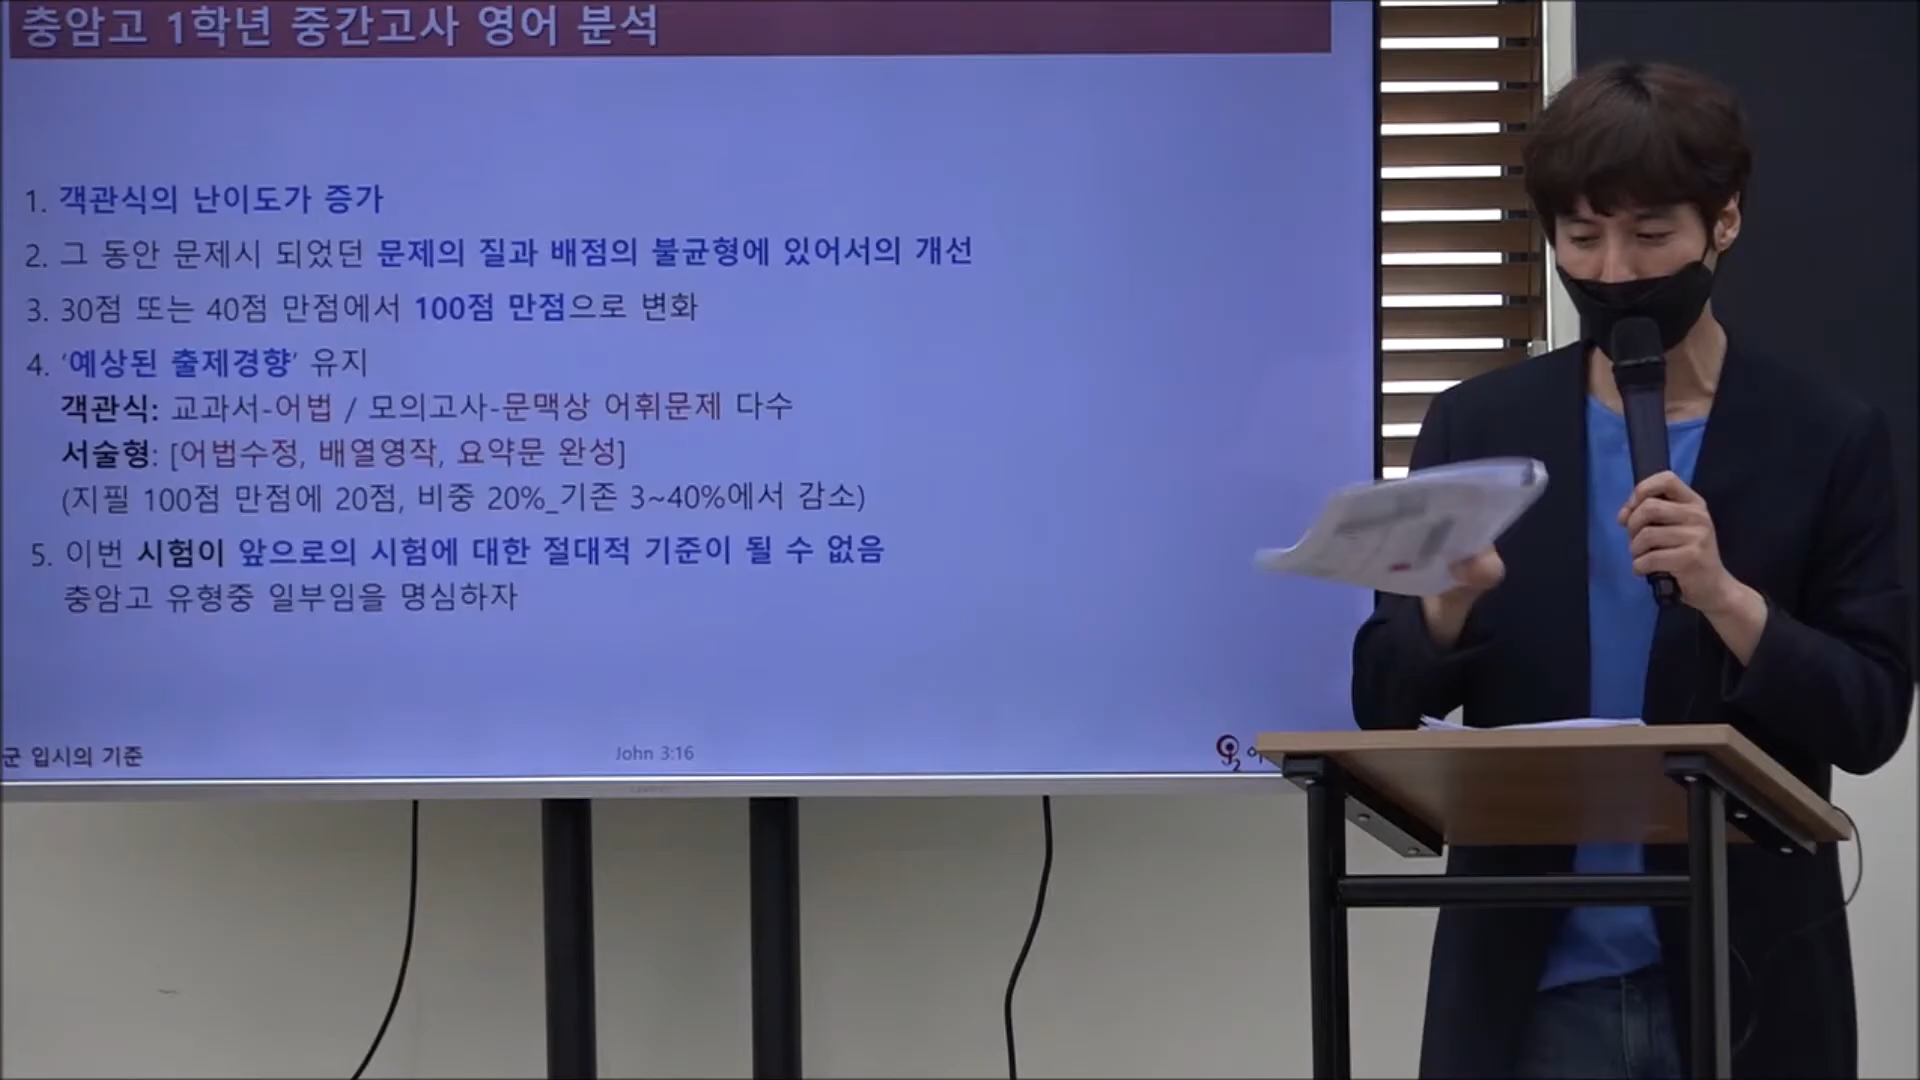 충암고 1학년 중간고사 영어 분석
1. 객관식의 난이도가 증가
2. 그 동안 문제시 되었던 문제의 질과 배점의 불균형에 있어서의 개선
3. 30점 또는 40점 만점에서 100점 만점으로 변화
4. ‘예상된 출제경향’ 유지
객관식: 교과서-어법 / 모의고사-문맥상 어휘문제 다수
서술형: [어법수정, 배열영작, 요약문 완성]
(지필 100점 만점에 20점, 비중 20%_기존 3~40%에서 감소)
5. 이번 시험이 앞으로의 시험에 대한 절대적 기준이 될 수 없음
충암고 유형중 일부임을 명심하자
군 입시의 기준
John 3:16